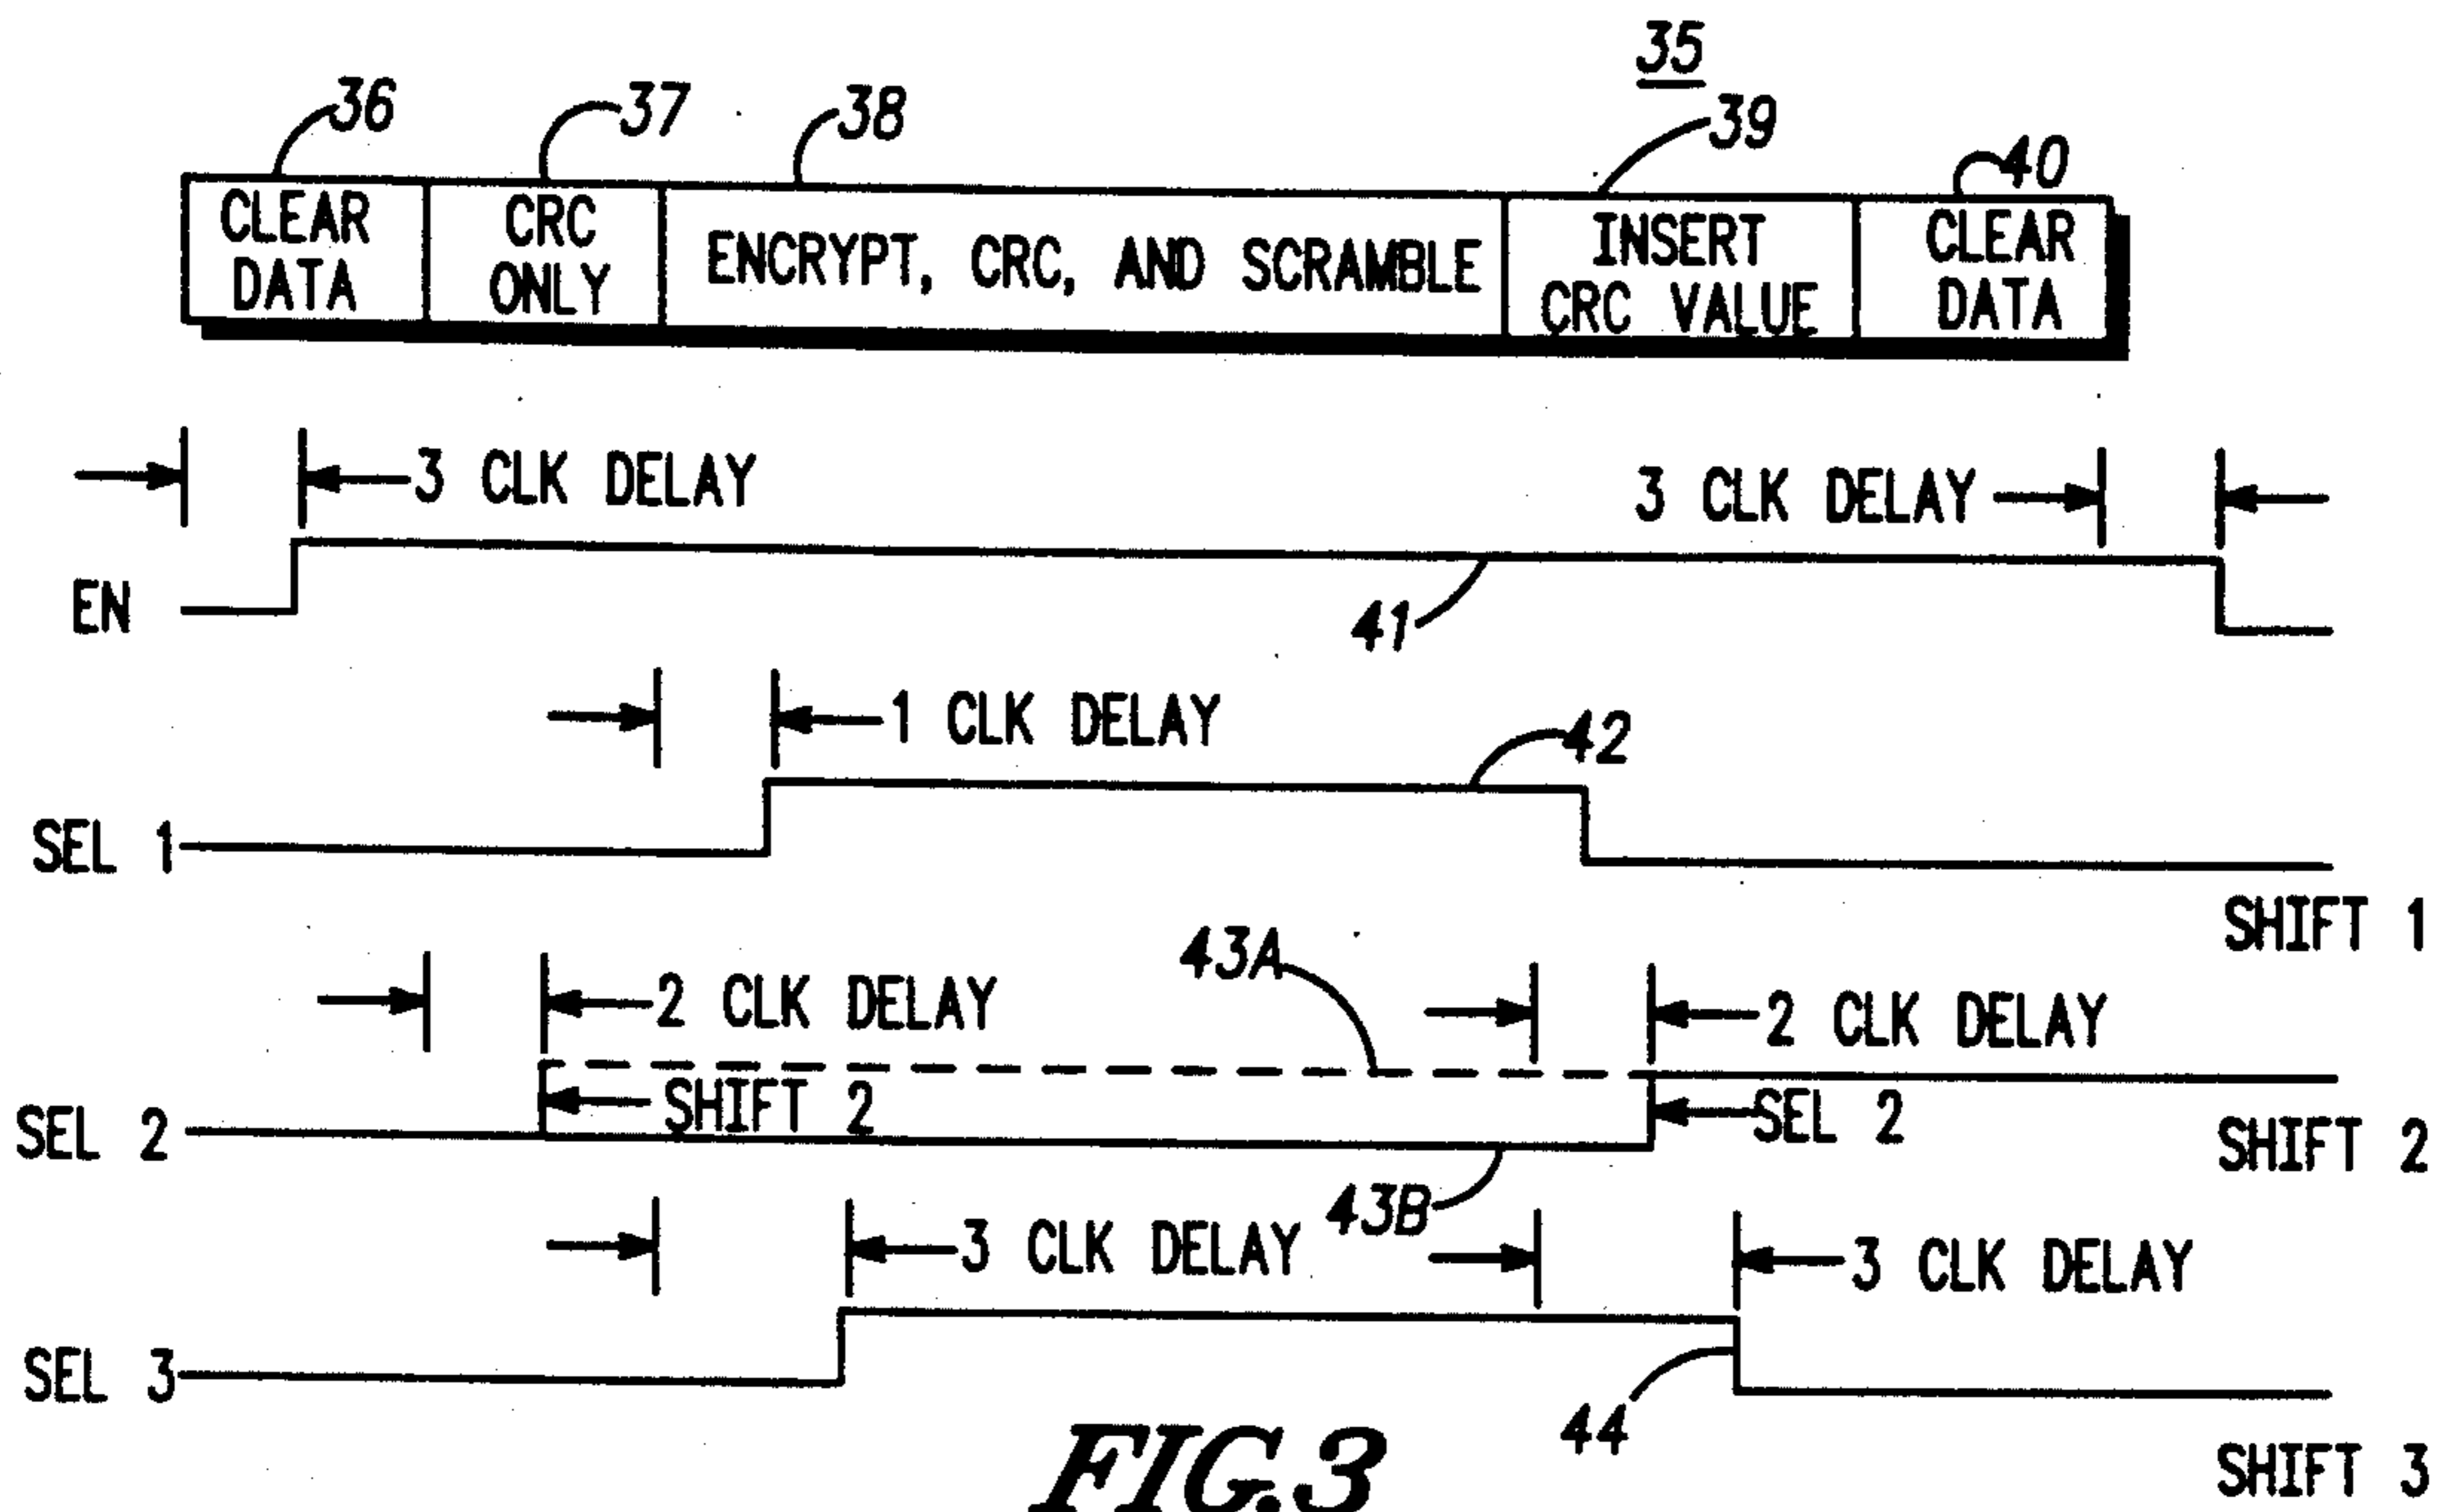 35
36
37
38
39
40
CLEAR DATA
CRC ONLY
ENCRYPT, CRC, AND SCRAMBLE
INSERT CRC VALUE
CLEAR DATA
3 CLK DELAY
3 CLK DELAY
EN
41
1 CLK DELAY
42
SEL 1
SHIFT 1
43A
2 CLK DELAY
2 CLK DELAY
SHIFT 2
SEL 2
SEL 2
SHIFT 2
43B
3 CLK DELAY
3 CLK DELAY
SEL 3
44
SHIFT 3
FIG.3